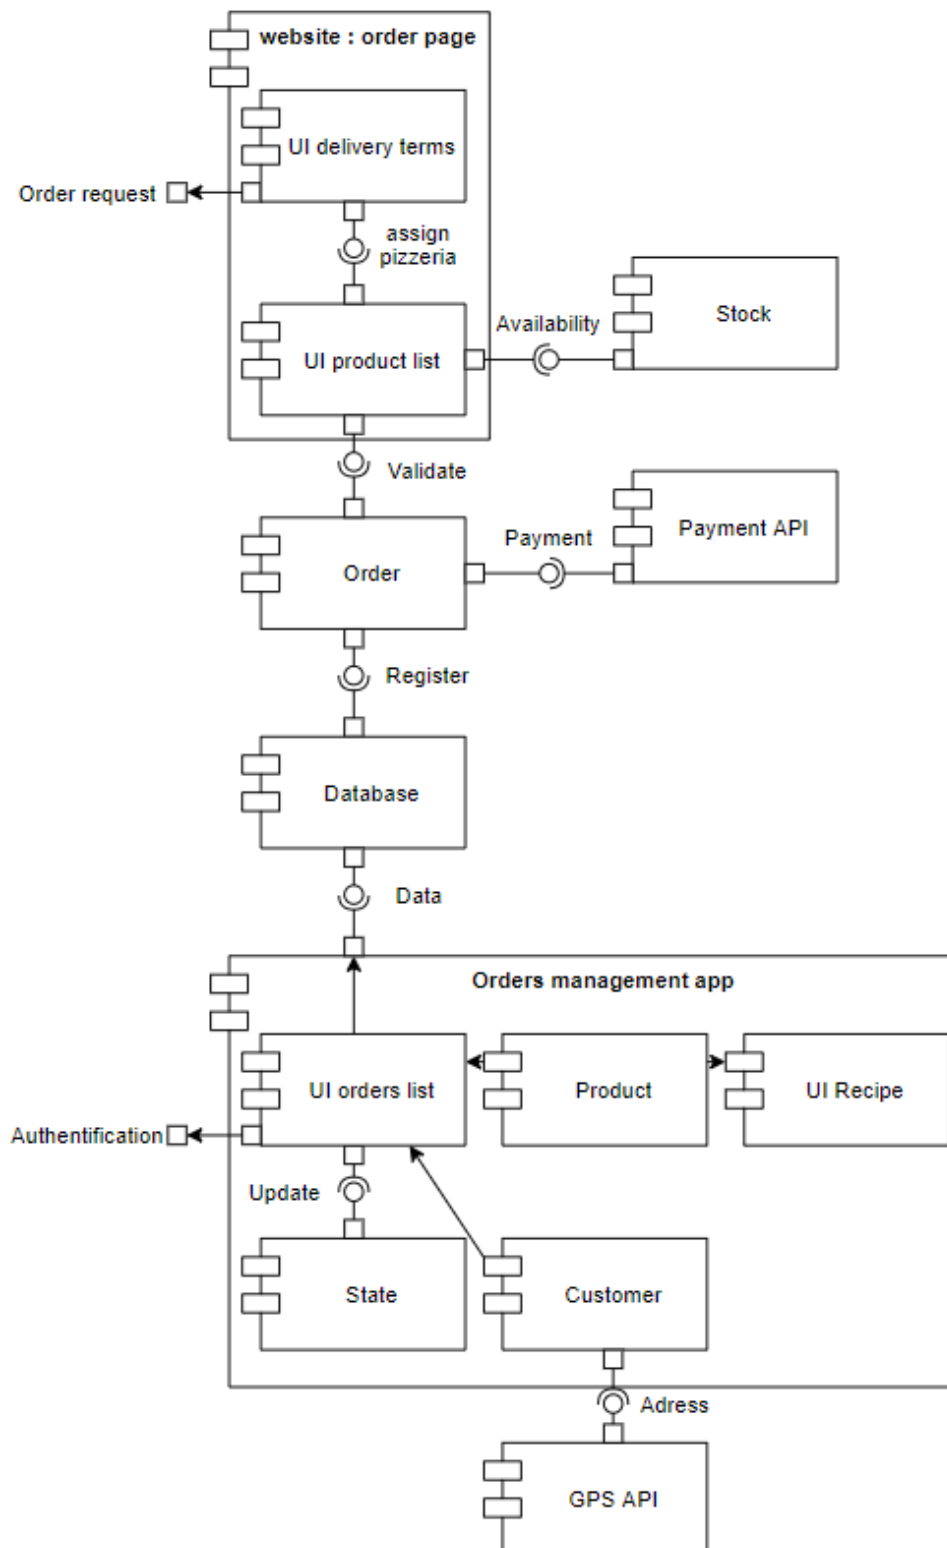 website : order page
UI delivery terms
Order request
assign
pizzeria
Availability
Stock
UI product list
Validate
Payment
Payment API
Order
Register
Database
Data
Orders management app
UI orders list
Product
UI Recipe
Authentification
Update
State
Customer
Adress
GPS API